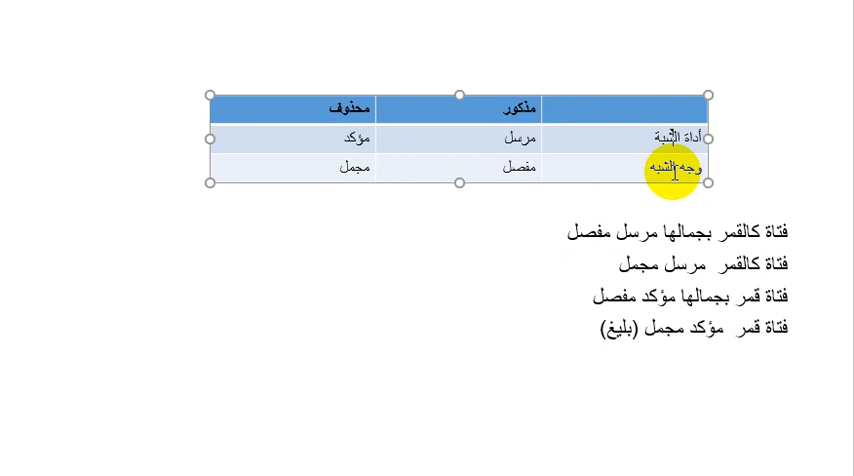 مذكور محذوف
أداة الشبة مرسل مؤكد
وجه الشبه مفصل مجمل
فتاة كالقمر بجمالها مرسل مفصل
فتاة كالقمر مرسل مجمل
فتاة قمر بجمالها مؤكد مفصل
فتاة قمر مؤكد مجمل (بليغ)